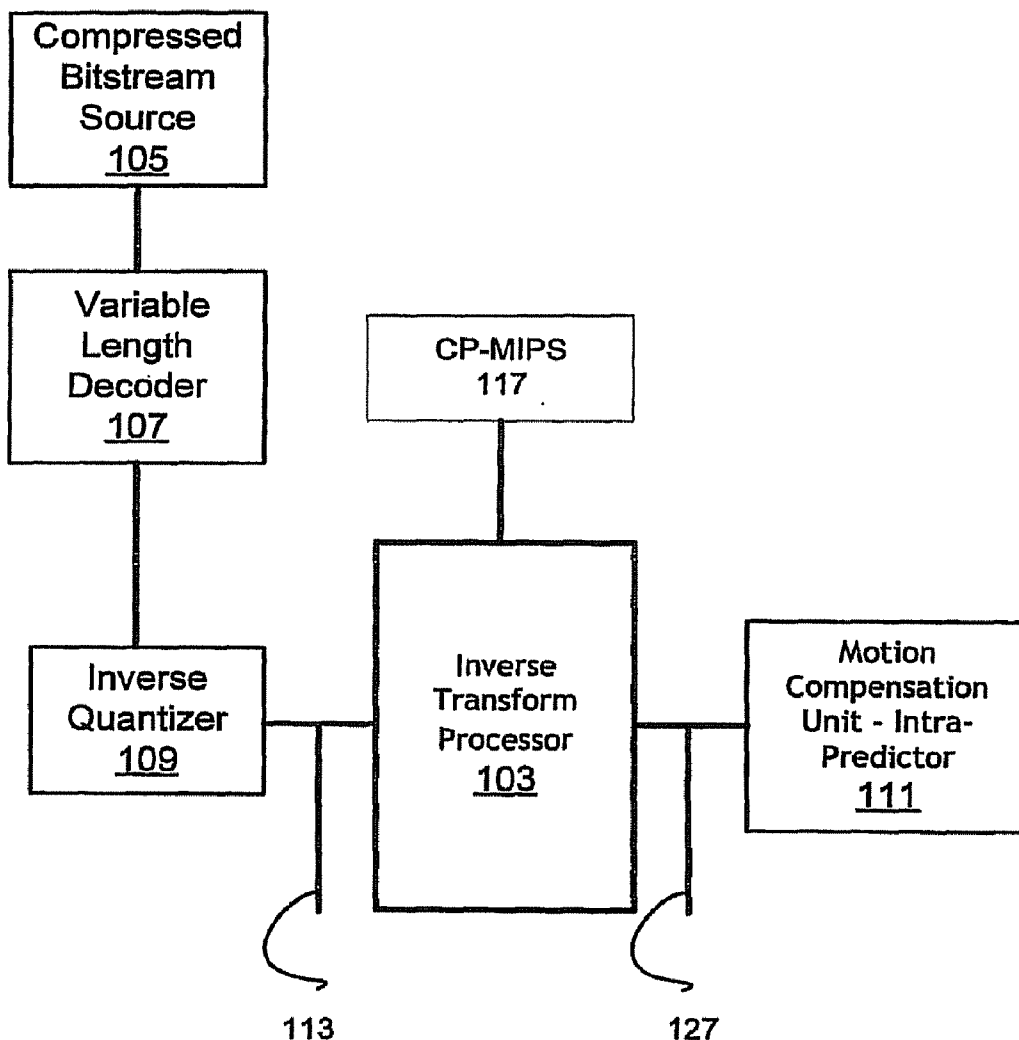 Compressed
Bitstream
Source
105
Variable
Length
Decoder
107
CP-MIPS
117
Inverse
Quantizer
109
Inverse
Transform
Processor
103
Motion
Compensation
Unit - Intra-
Predictor
111
113
127